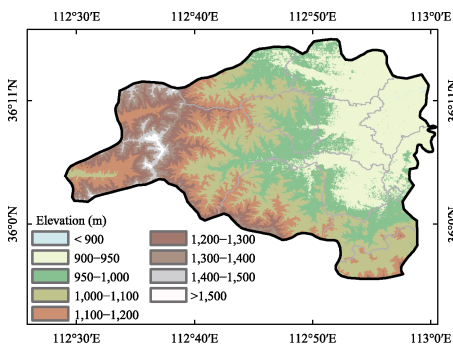 112°30'E 112°40'E 112°50'E 113°0'E
36°11'N 36°11'N
36°0'N 36°0'N
Elevation (m)
< 900 1,200–1,300
900–950 1,300–1,400
950–1,000 1,400–1,500
1,000–1,100 >1,500
1,100–1,200
112°30'E 112°40'E 112°50'E 113°0'E